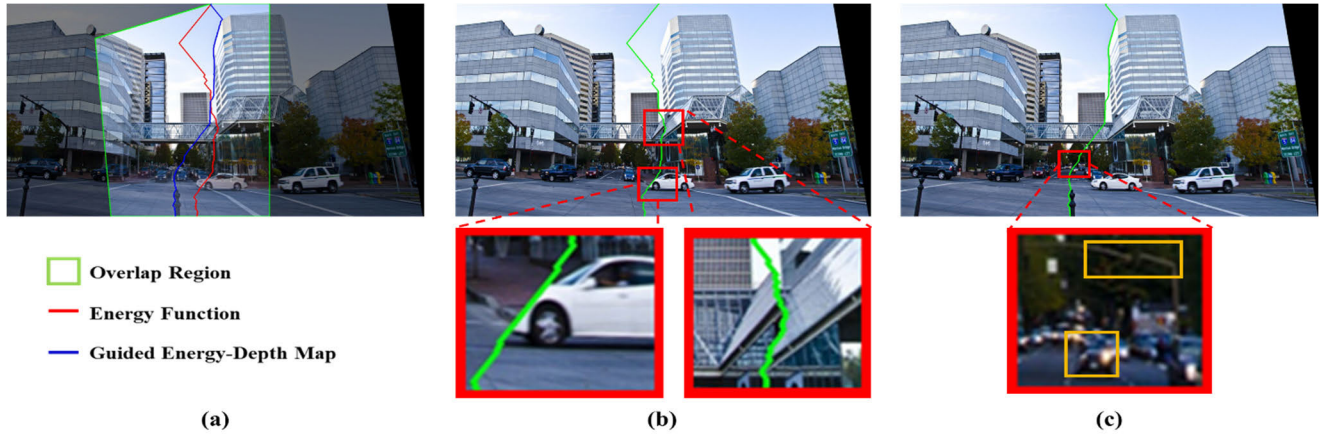 Overlap Region
Energy Function
Guided Energy-Depth Map
(a)
(b)
(c)